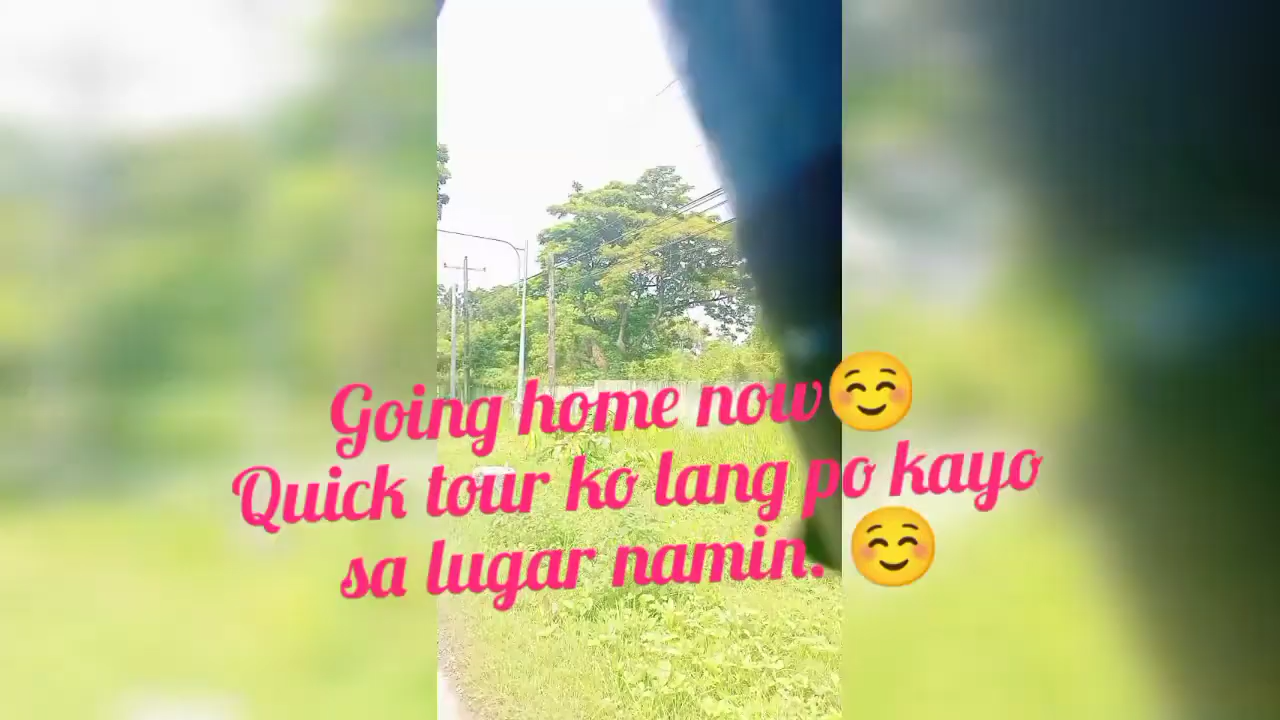 Going home now☺️
Quick tour ko lang po kayo
sa lugar namin. ☺️